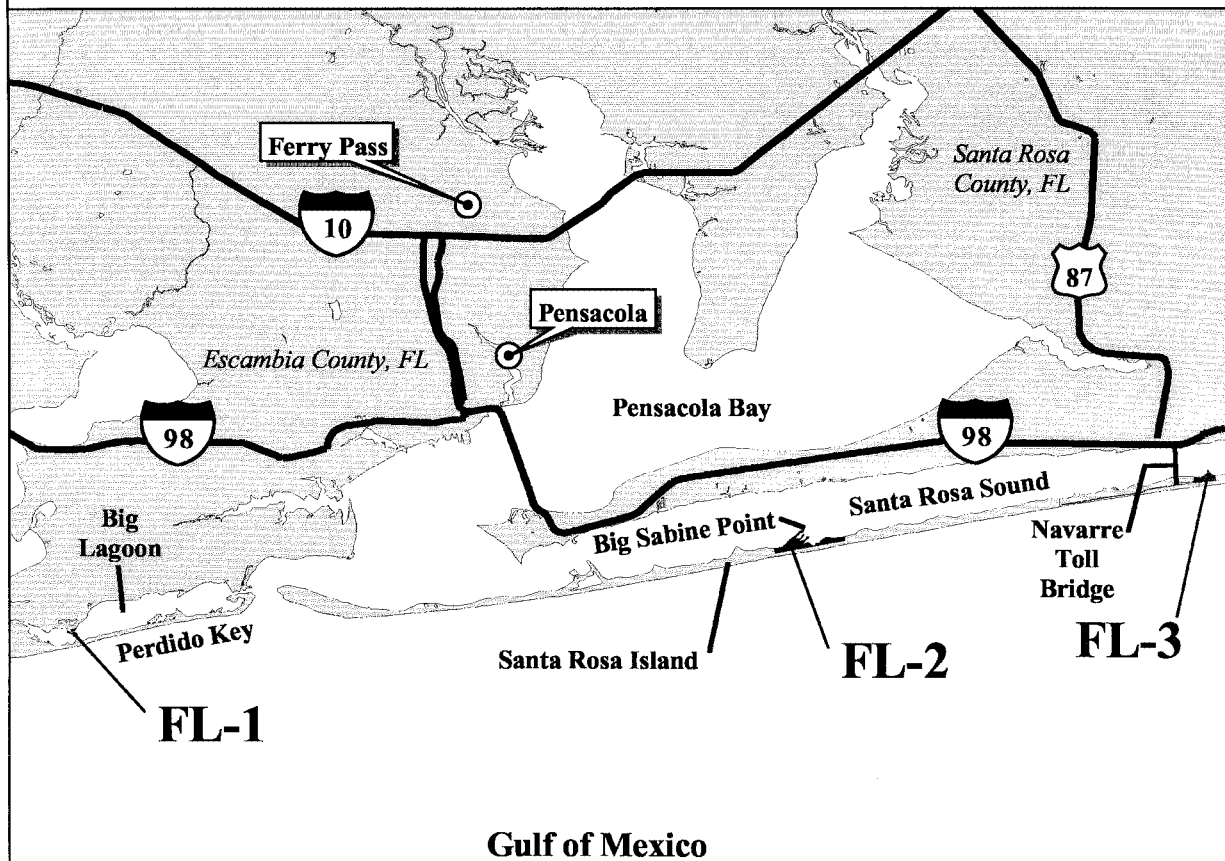 Ferry Pass
10
Santa Rosa
County, FL
87
Pensacola
Escambia County, FL
Pensacola Bay
98
98
Big
Lagoon
Santa Rosa Sound
Big Sabine Point
Navarre
Toll
Bridge
Perdido Key
Santa Rosa Island
FL-1
FL-2
FL-3
Gulf of Mexico